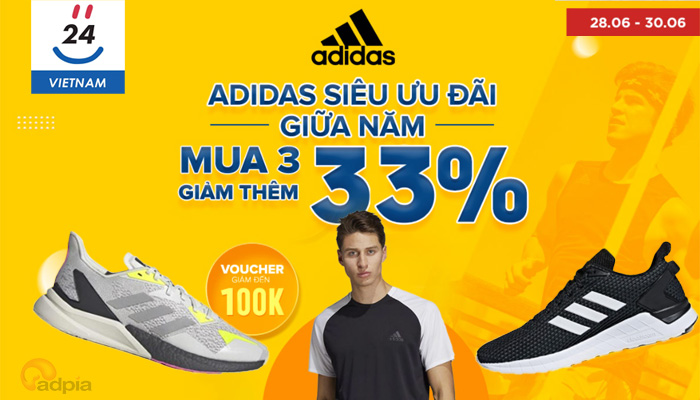 24
VIETNAM
adidas
28.06 - 30.06
ADIDAS SIÊU ƯU ĐÃI
GIỮA NĂM
MUA 3
GIẢM THÊM
33%
VOUCHER
GIẢM ĐẾN
100K
adidas
adpia